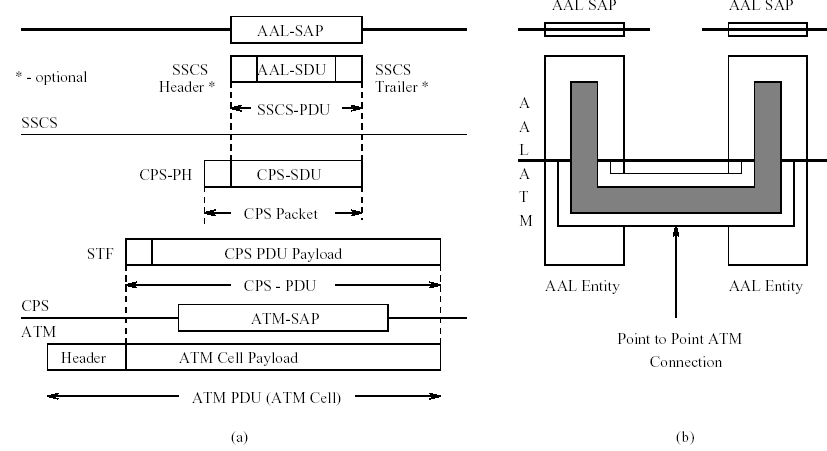 AAL-SAP
* - optional
SSCS
Header *
AAL-SDU
SSCS
Trailer *
SSCS-PDU
SSCS
CPS-PH
CPS-SDU
CPS Packet
STF
CPS PDU Payload
CPS - PDU
CPS
ATM-SAP
ATM
Header
ATM Cell Payload
ATM PDU (ATM Cell)
(a)
AAL SAP
AAL SAP
A
A
L
A
T
M
AAL Entity
AAL Entity
Point to Point ATM
Connection
(b)